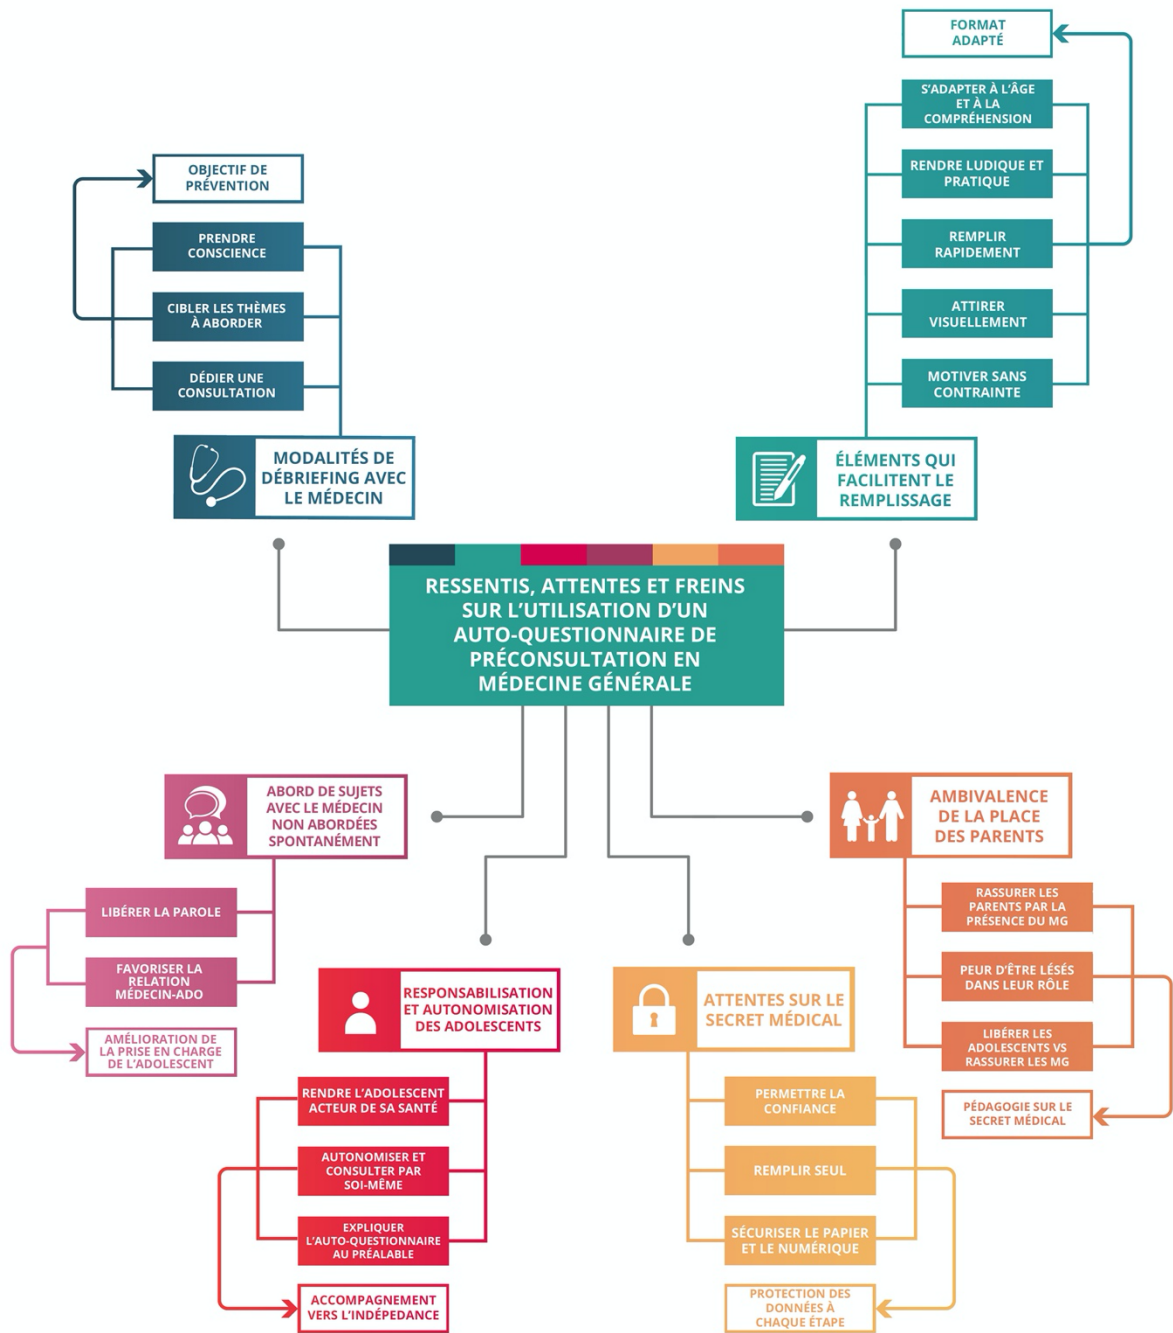 FORMAT
ADAPTÉ
S'ADAPTER À L'ÂGE
ET À LA
COMPRÉHENSION
RENDRE LUDIQUE ET
PRATIQUE
REMPLIR
RAPIDEMENT
ATTIRER
VISUELLEMENT
MOTIVER SANS
CONTRAINTE
ÉLÉMENTS QUI
FACILITENT LE
REMPLISSAGE
OBJECTIF DE
PRÉVENTION
PRENDRE
CONSCIENCE
CIBLER LES THÈMES
À ABORDER
DÉDIER UNE
CONSULTATION
MODALITÉS DE
DÉBRIEFING AVEC
LE MÉDECIN
RESSENTIS, ATTENTES ET FREINS
SUR L'UTILISATION D'UN
AUTO-QUESTIONNAIRE DE
PRÉCONSULTATION EN
MÉDECINE GÉNÉRALE
ABORD DE SUJETS
AVEC LE MÉDECIN
NON ABORDÉES
SPONTANÉMENT
LIBÉRER LA PAROLE
FAVORISER LA
RELATION
MÉDECIN-ADO
AMÉLIORATION DE
LA PRISE EN CHARGE
DE L'ADOLESCENT
RESPONSABILISATION
ET AUTONOMISATION
DES ADOLESCENTS
RENDRE L'ADOLESCENT
ACTEUR DE SA SANTÉ
AUTONOMISER ET
CONSULTER PAR
SOI-MÊME
EXPLIQUER
L'AUTO-QUESTIONNAIRE
AU PRÉALABLE
ACCOMPAGNEMENT
VERS L'INDÉPEDANCE
ATTENTES SUR LE
SECRET MÉDICAL
PERMETTRE LA
CONFIANCE
REMPLIR SEUL
SÉCURISER LE PAPIER
ET LE NUMÉRIQUE
PROTECTION DES
DONNÉES À
CHAQUE ÉTAPE
AMBIVALENCE
DE LA PLACE
DES PARENTS
RASSURER LES
PARENTS PAR LA
PRÉSENCE DU MG
PEUR D'ÊTRE LÉSÉS
DANS LEUR RÔLE
LIBÉRER LES
ADOLESCENTS VS
RASSURER LES MG
PÉDAGOGIE SUR LE
SECRET MÉDICAL